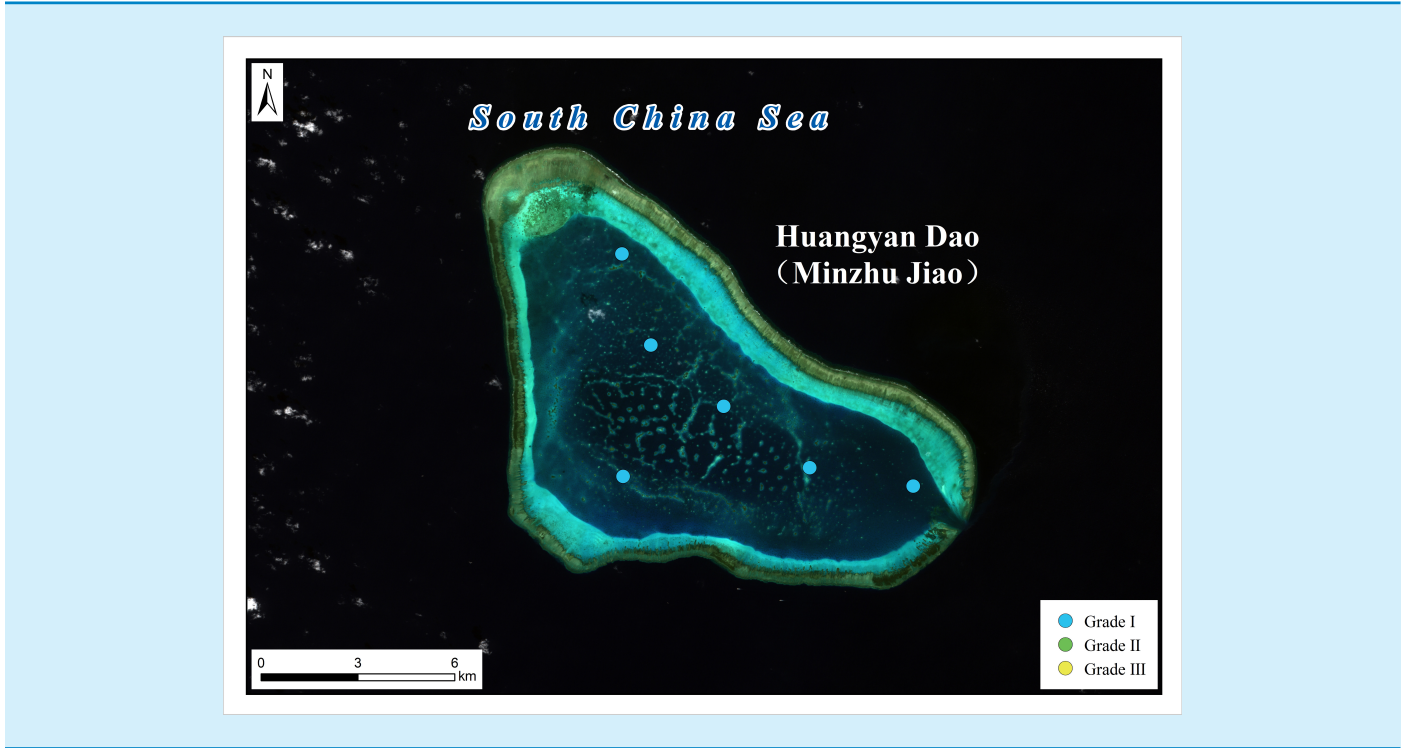 N
South China Sea
Huangyan Dao
（Minzhu Jiao）
Grade I
Grade II
Grade III
0 3 6
km